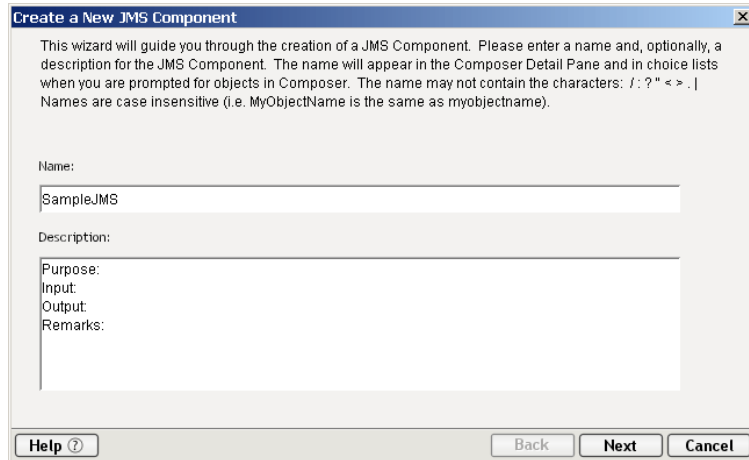 Create a New JMS Component
This wizard will guide you through the creation of a JMS Component. Please enter a name and, optionally, a
description for the JMS Component. The name will appear in the Composer Detail Pane and in choice lists
when you are prompted for objects in Composer. The name may not contain the characters: / : ? " < > . |
Names are case insensitive (i.e. MyObjectName is the same as myobjectname).
Name:
SampleJMS
Description:
Purpose:
Input:
Output:
Remarks:
Help ?
Back Next Cancel